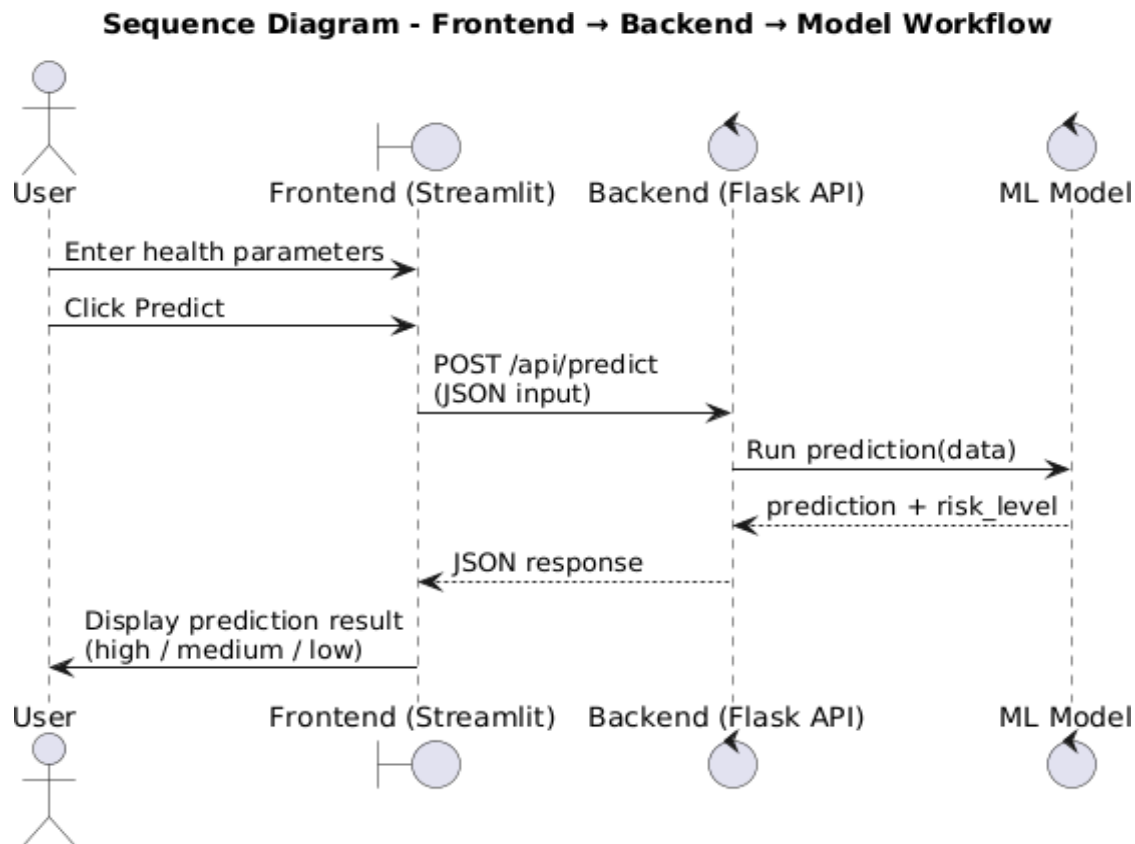 Sequence Diagram - Frontend → Backend → Model Workflow
User
Frontend (Streamlit)
Backend (Flask API)
ML Model
Enter health parameters
Click Predict
POST /api/predict
(JSON input)
Run prediction(data)
prediction + risk_level
JSON response
Display prediction result
(high / medium / low)
User
Frontend (Streamlit)
Backend (Flask API)
ML Model